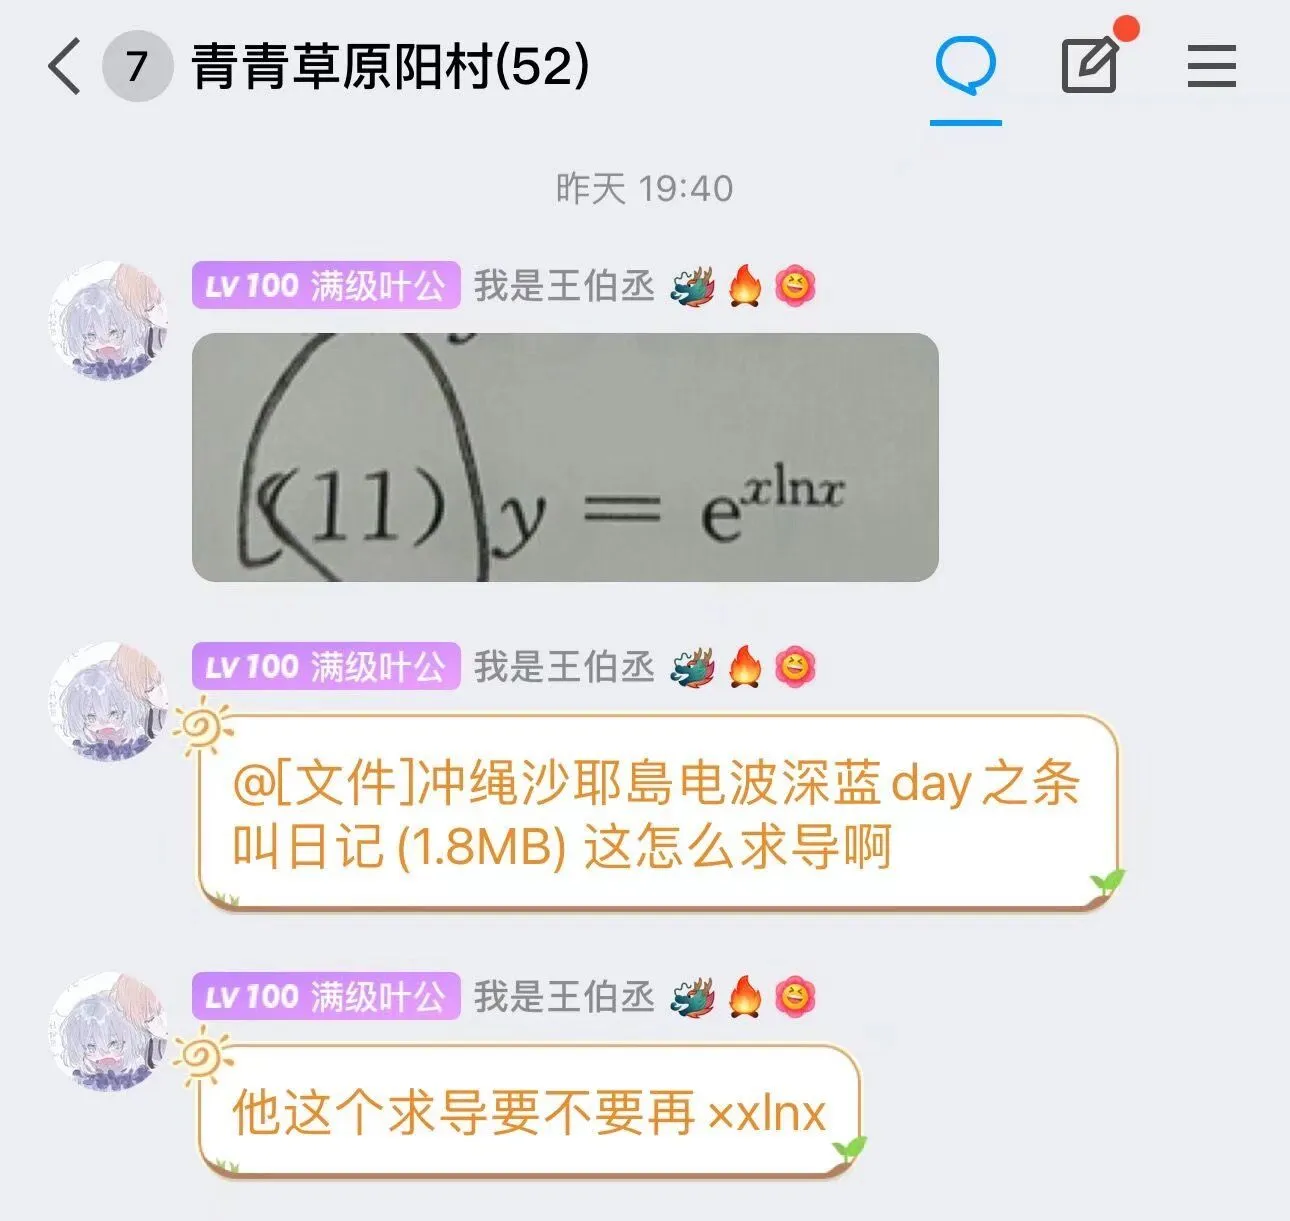 7 青青草原阳村(52)
昨天 19:40
LV 100 满级叶公 我是王伯丞 🐲 🔥
(11) y = e^{xlnx}
LV 100 满级叶公 我是王伯丞 🐲 🔥
@[文件]冲绳沙耶島电波深蓝day之条
叫日记 (1.8MB) 这怎么求导啊
LV 100 满级叶公 我是王伯丞 🐲 🔥
他这个求导要不要再 ×xlnx